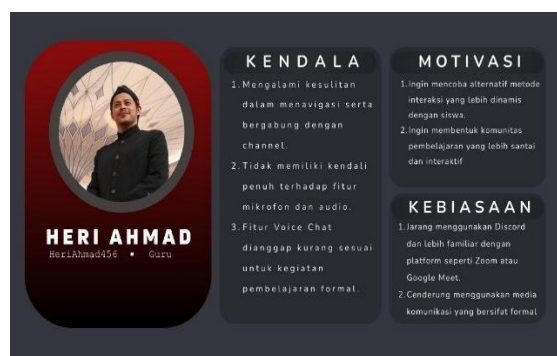 HERI AHMAD
HeriAhmad456 • Guru
KENDALA
1. Mengalami kesulitan
dalam menavigasi serta
bergabung dengan
channel.
2. Tidak memiliki kendali
penuh terhadap fitur
mikrofon dan audio.
3. Fitur Voice Chat
dianggap kurang sesuai
untuk kegiatan
pembelajaran formal.
MOTIVASI
1. Ingin mencoba alternatif metode
interaksi yang lebih dinamis
dengan siswa.
2. Ingin membentuk komunitas
pembelajaran yang lebih santai
dan interaktif
KEBIASAAN
1. Jarang menggunakan Discord
dan lebih familiar dengan
platform seperti Zoom atau
Google Meet.
2. Cenderung menggunakan media
komunikasi yang bersifat formal